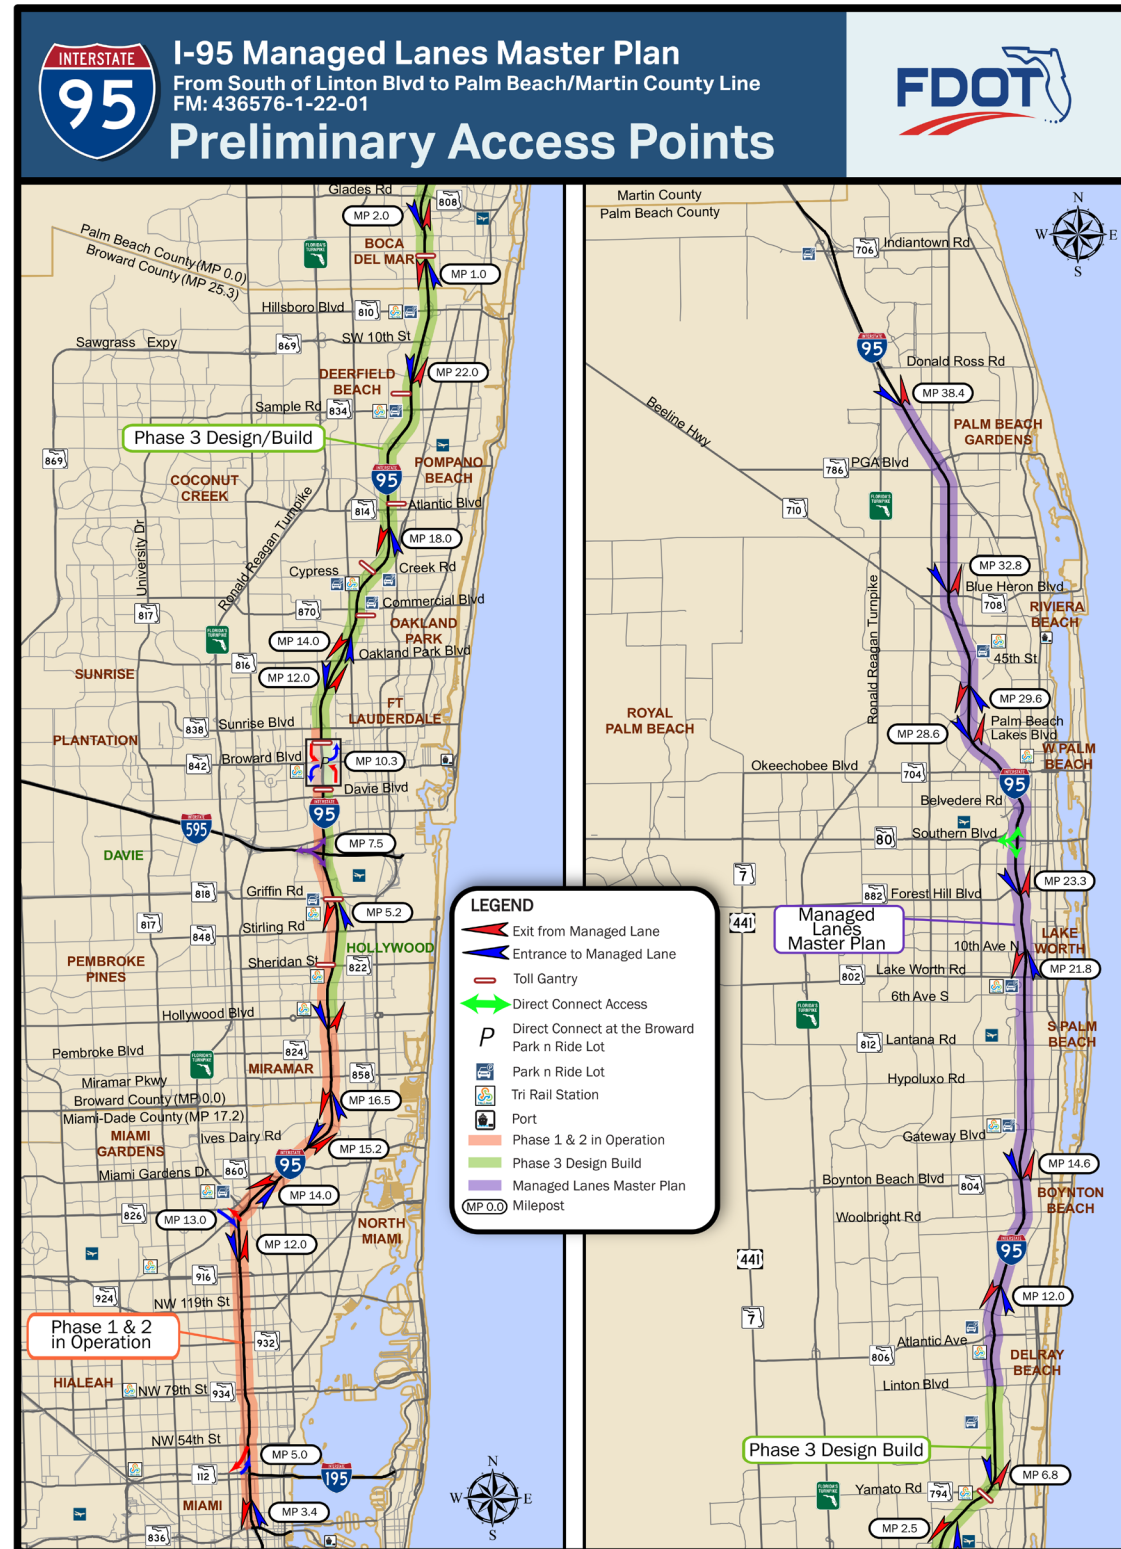 INTERSTATE
95
I-95 Managed Lanes Master Plan
From South of Linton Blvd to Palm Beach/Martin County Line
FM: 436576-1-22-01
Preliminary Access Points
FDOT
Glades Rd
808
MP 2.0
BOCA
DEL MAR
FLORIDA'S
TURNPIKE
Palm Beach County (MP 0.0)
Broward County (MP 25.3)
MP 1.0
Hillsboro Blvd
810
SW 10th St
Sawgrass Expy
869
MP 22.0
DEERFIELD
BEACH
Sample Rd
834
Phase 3 Design/Build
869
COCONUT
CREEK
95
POMPANO
BEACH
814
Atlantic Blvd
University Dr
Ronald Reagan Turnpike
MP 18.0
Cypress
Creek Rd
870
Commercial Blvd
817
OAKLAND
PARK
FLORIDA'S
TURNPIKE
MP 14.0
Oakland Park Blvd
816
SUNRISE
MP 12.0
FT
LAUDERDALE
838
Sunrise Blvd
PLANTATION
842
Broward Blvd
P
MP 10.3
Davie Blvd
95
595
MP 7.5
DAVIE
818
Griffin Rd
817
MP 5.2
848
Stirling Rd
HOLLYWOOD
PEMBROKE
PINES
Sheridan St
822
Hollywood Blvd
Pembroke Blvd
824
FLORIDA'S
TURNPIKE
MIRAMAR
858
Miramar Pkwy
Broward County (MP 0.0)
MP 16.5
Miami-Dade County (MP 17.2)
MIAMI
GARDENS
Ives Dairy Rd
MP 15.2
95
Miami Gardens Dr
860
MP 14.0
826
MP 13.0
NORTH
MIAMI
MP 12.0
916
924
NW 119th St
Phase 1 & 2
in Operation
932
HIALEAH
NW 79th St
934
NW 54th St
MP 5.0
112
195
MIAMI
MP 3.4
836
N
W
E
S
LEGEND
Exit from Managed Lane
Entrance to Managed Lane
Toll Gantry
Direct Connect Access
P
Direct Connect at the Broward
Park n Ride Lot
Park n Ride Lot
Tri Rail Station
Port
Phase 1 & 2 in Operation
Phase 3 Design Build
Managed Lanes Master Plan
MP 0.0
Milepost
Martin County
Palm Beach County
N
W
E
S
706
Indiantown Rd
95
Donald Ross Rd
MP 38.4
Beeline Hwy
PALM BEACH
GARDENS
786
PGA Blvd
FLORIDA'S
TURNPIKE
710
MP 32.8
Blue Heron Blvd
708
RIVIERA
BEACH
Ronald Reagan Turnpike
45th St
MP 29.6
ROYAL
PALM BEACH
Palm Beach
Lakes Blvd
MP 28.6
W PALM
BEACH
Okeechobee Blvd
704
95
Belvedere Rd
80
Southern Blvd
7
MP 23.3
882
Forest Hill Blvd
441
Managed
Lanes
Master Plan
LAKE
WORTH
10th Ave N
802
Lake Worth Rd
MP 21.8
6th Ave S
FLORIDA'S
TURNPIKE
S PALM
BEACH
812
Lantana Rd
Hypoluxo Rd
Gateway Blvd
MP 14.6
Boynton Beach Blvd
804
BOYNTON
BEACH
Woolbright Rd
95
441
7
MP 12.0
Atlantic Ave
806
DELRAY
BEACH
Linton Blvd
Phase 3 Design Build
MP 6.8
Yamato Rd
794
FLORIDA'S
TURNPIKE
MP 2.5